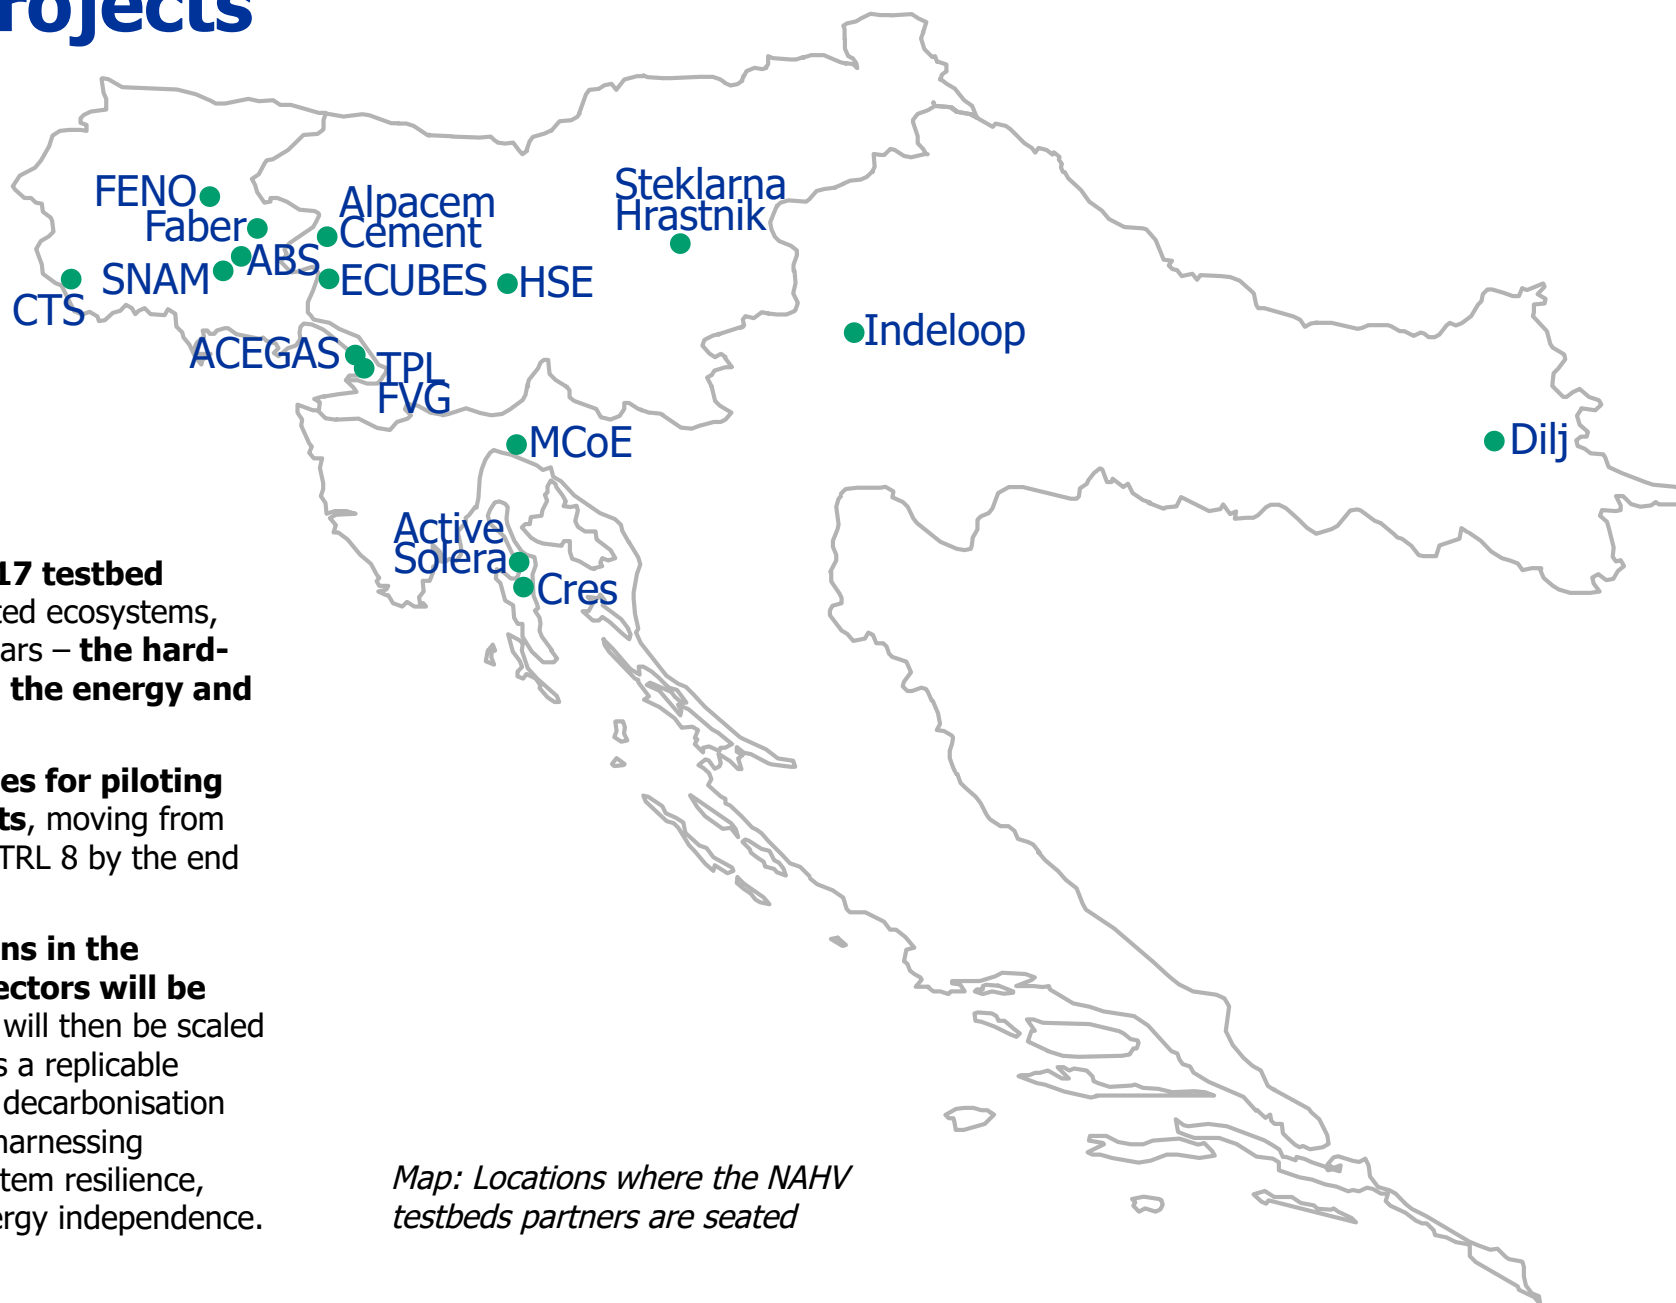 rojects
FENO
Faber
ABS
SNAM
CTS
Alpacem
Cement
ECUBES
HSE
Steklarna
Hrastnik
ACEGAS
TPL
FVG
Indeloop
MCoE
Dilj
Active
Solera
Cres
17 testbed
ted ecosystems,
ars – the hard-
the energy and
es for piloting
ts, moving from
TRL 8 by the end
ns in the
ectors will be
will then be scaled
s a replicable
decarbonisation
harnessing
tem resilience,
ergy independence.
Map: Locations where the NAHV
testbeds partners are seated